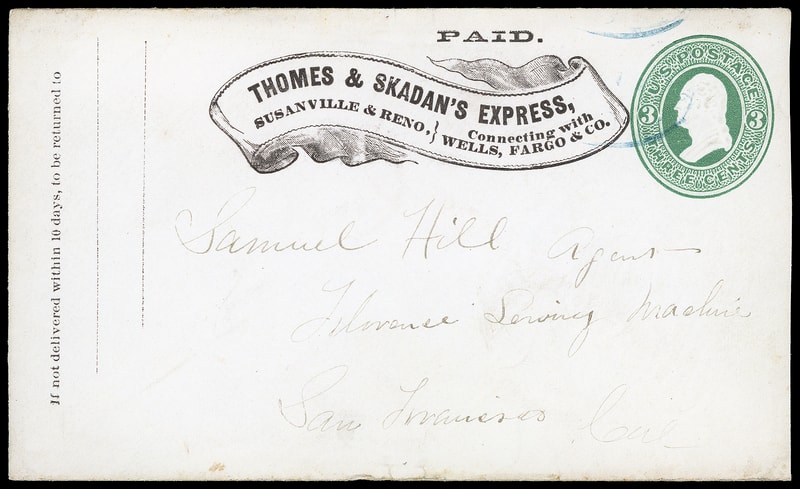 PAID.
THOMES & SKADAN'S EXPRESS,
SUSANVILLE & RENO, } Connecting with
WELLS, FARGO & CO.
U.S. POSTAGE
3 3
THREE CENTS
If not delivered within 10 days, to be returned to
Samuel Hill Agent
Florence Sewing Machine
San Francisco Cal